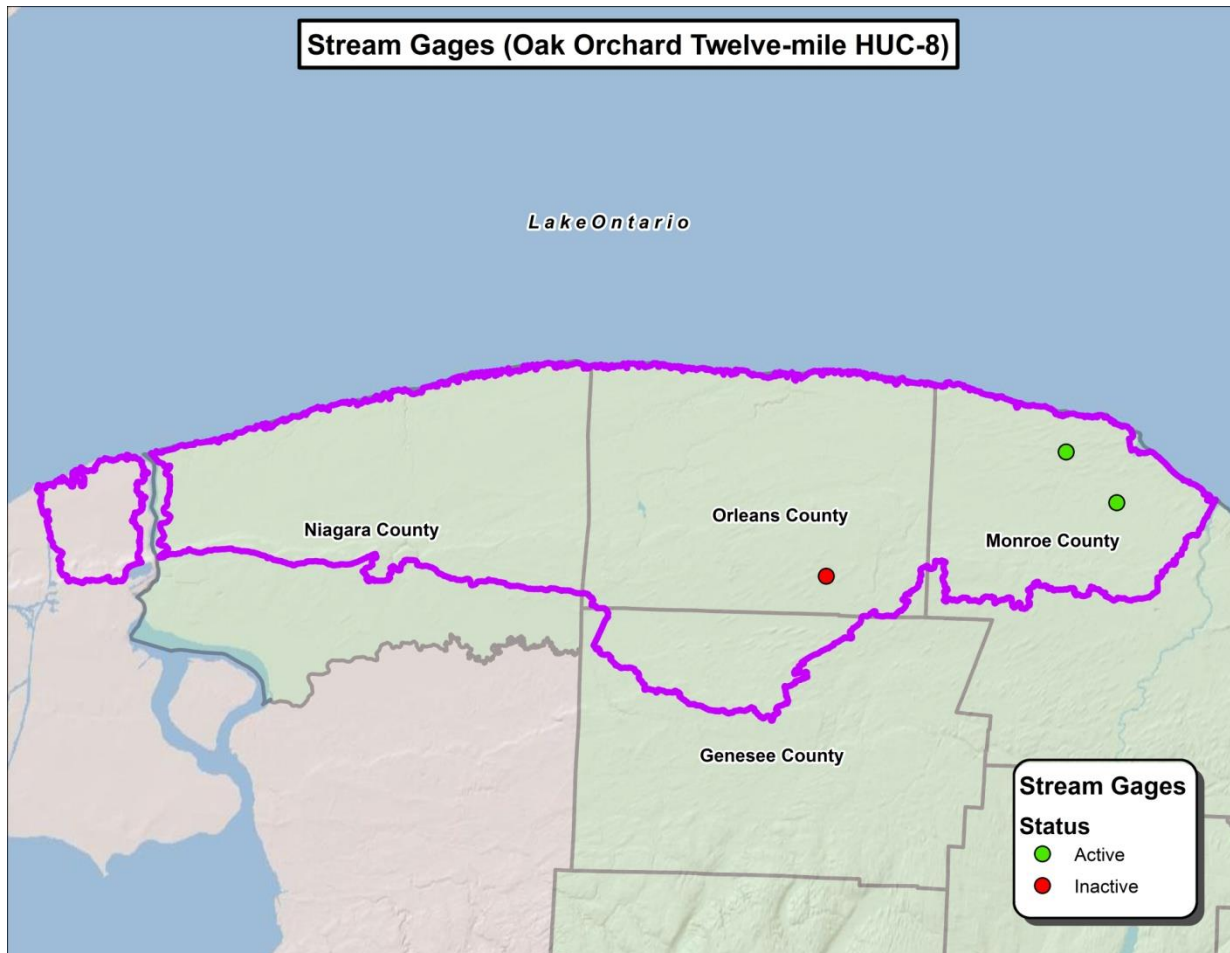 Stream Gages (Oak Orchard Twelve-mile HUC-8)
LakeOntario
Niagara County
Orleans County
Monroe County
Genesee County
Stream Gages
Status
Active
Inactive